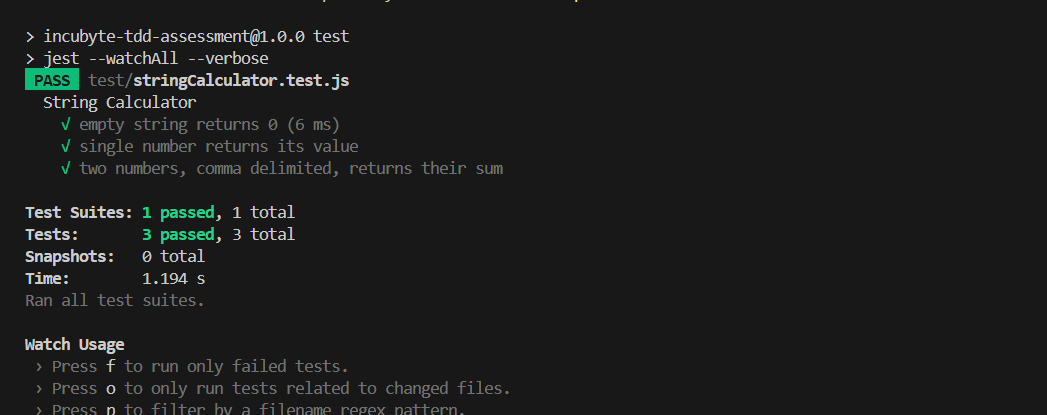 > incubyte-tdd-assessment@1.0.0 test
> jest --watchAll --verbose
PASS test/stringCalculator.test.js
String Calculator
√ empty string returns 0 (6 ms)
√ single number returns its value
√ two numbers, comma delimited, returns their sum
Test Suites: 1 passed, 1 total
Tests: 3 passed, 3 total
Snapshots: 0 total
Time: 1.194 s
Ran all test suites.
Watch Usage
› Press f to run only failed tests.
› Press o to only run tests related to changed files.
› Press p to filter by a filename regex pattern.